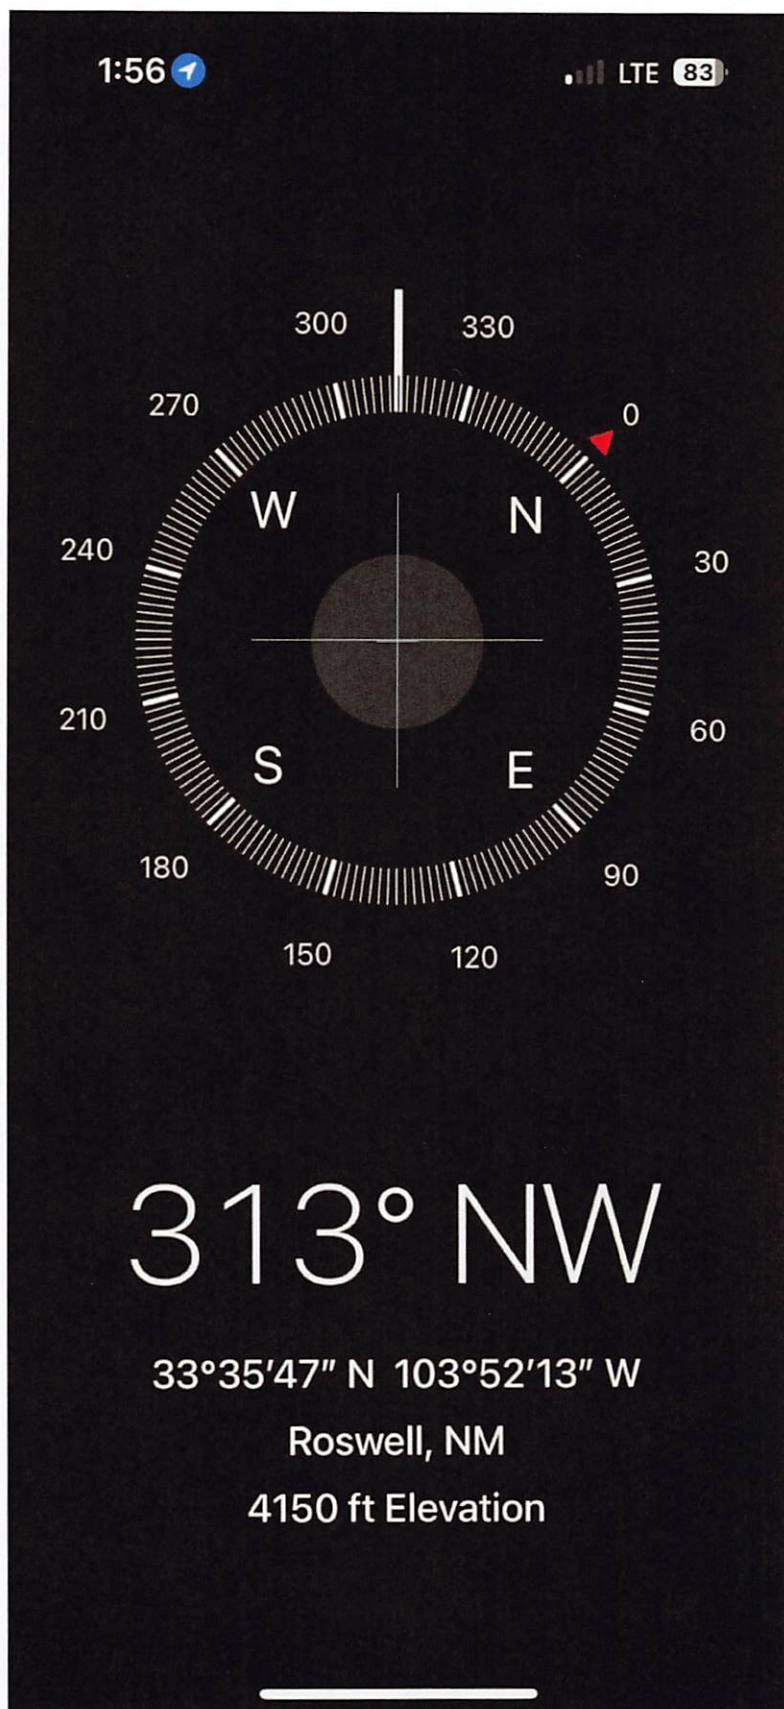 1:56 LTE 83
300 330
270 0
W N
240 30
210 60
S E
180 90
150 120
313° NW
33°35'47" N 103°52'13" W
Roswell, NM
4150 ft Elevation